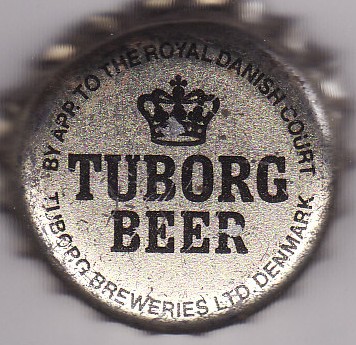 BY APP. TO THE ROYAL DANISH COURT
TUBORG
BEER
TUBORG BREWERIES LTD. DENMARK